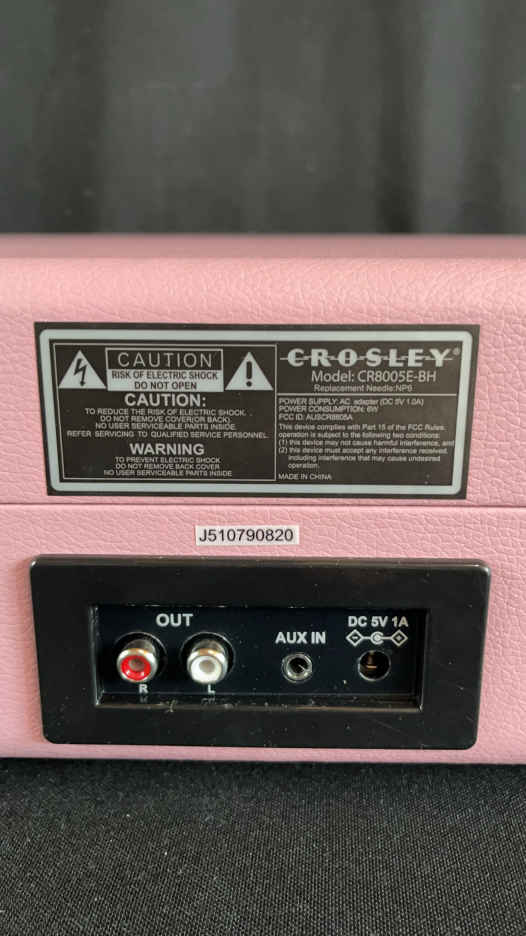 CAUTION
RISK OF ELECTRIC SHOCK
DO NOT OPEN
CAUTION:
TO REDUCE THE RISK OF ELECTRIC SHOCK. .
DO NOT REMOVE COVER(OR BACK)
NO USER SERVICEABLE PARTS INSIDE.
REFER SERVICING TO QUALIFIED SERVICE PERSONNEL.
WARNING
TO PREVENT ELECTRIC SHOCK
DO NOT REMOVE BACK COVER
NO USER SERVICEABLE PARTS INSIDE
CROSLEY®
Model: CR8005E-BH
Replacement Needle:NP6
POWER SUPPLY: AC adapter (DC 5V 1.0A)
POWER CONSUMPTION: 6W
FCC ID: AUSCR8605A
This device complies with Part 15 of the FCC Rules.
operation is subject to the following two conditions:
(1) this device may not cause harmful interference, and
(2) this device must accept any interference received,
including interference that may cause undesired
operation.
MADE IN CHINA
J510790820
OUT
R
L
AUX IN
DC 5V 1A